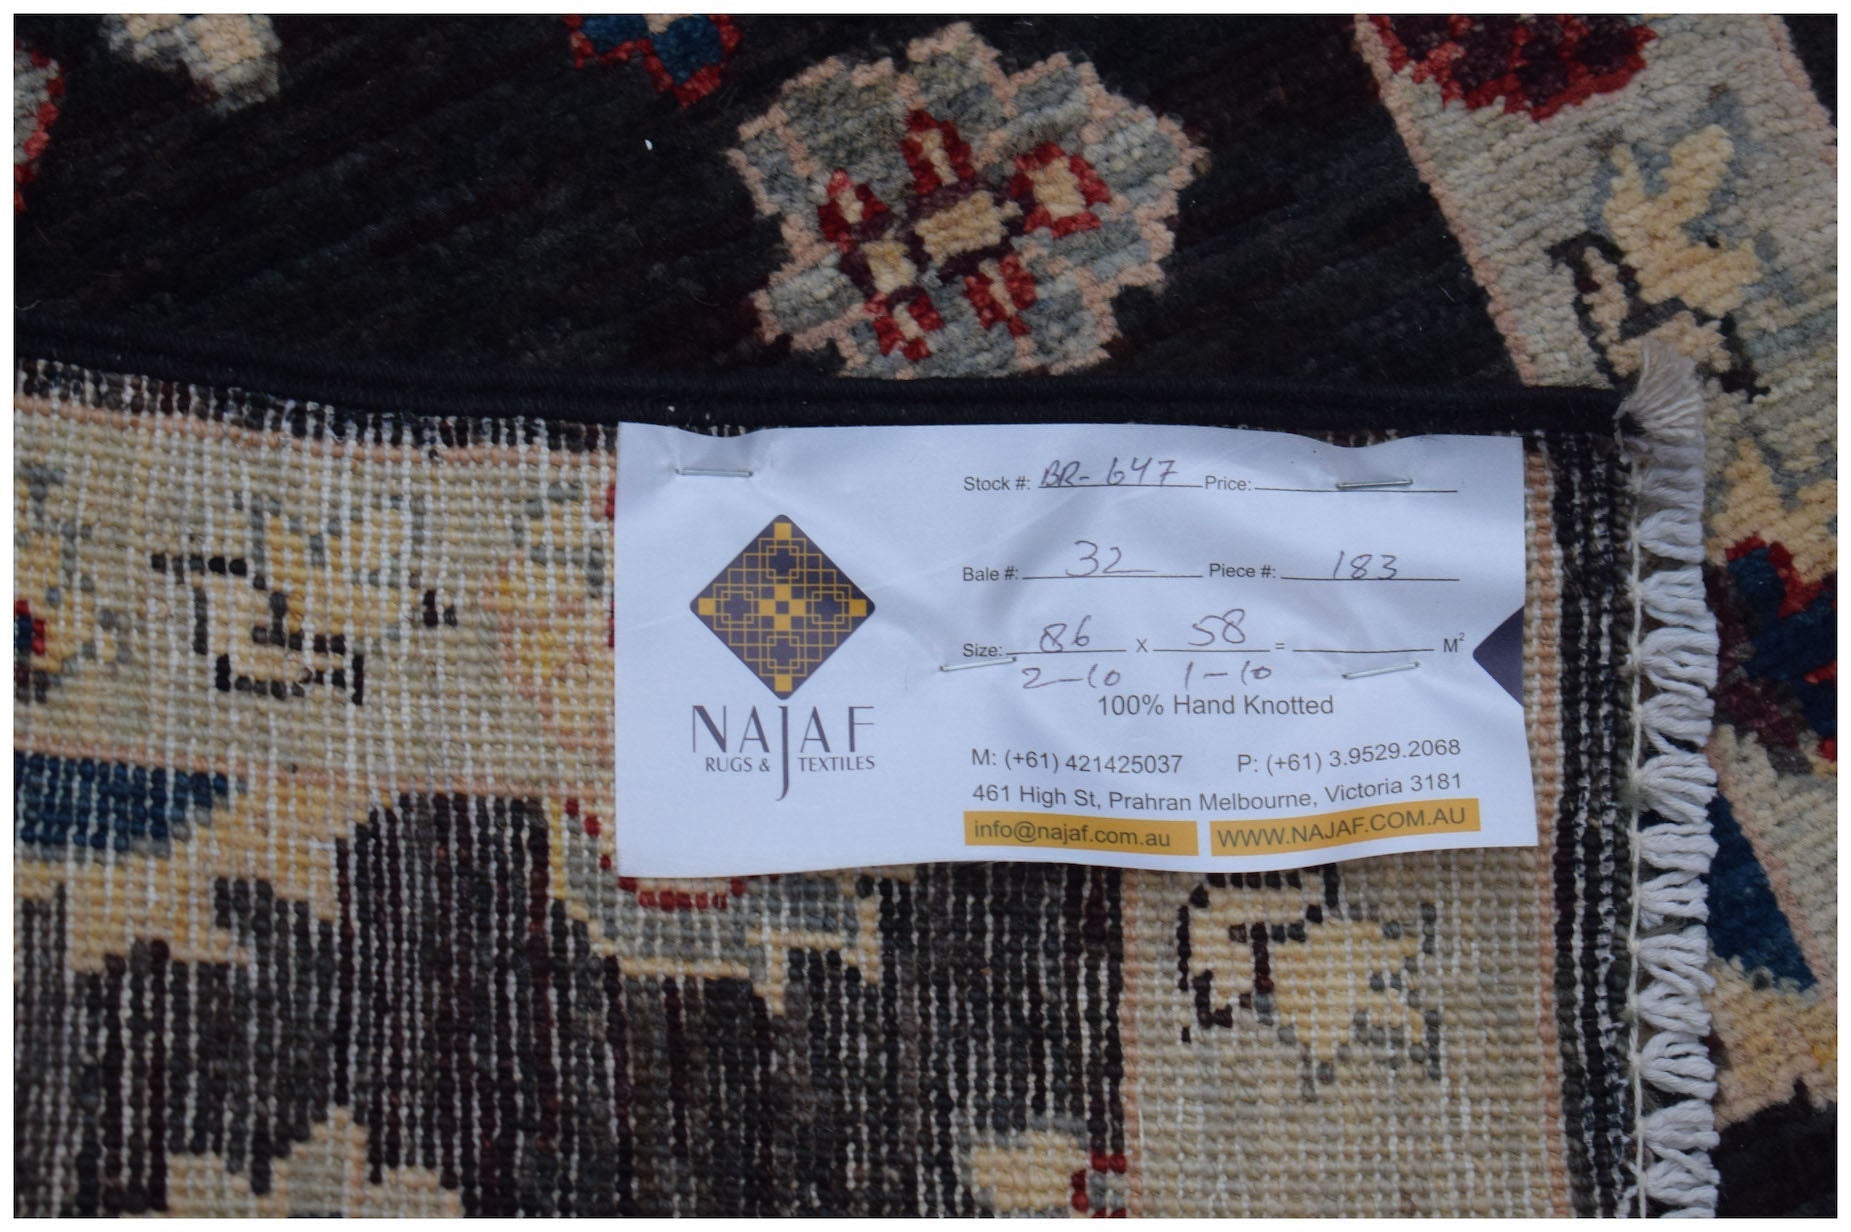 Stock #: BR-647 Price:
Bale #: 32 Piece #: 183
Size: 86 X 58 = M²
2-10 1-10
100% Hand Knotted
NAJAF
RUGS & TEXTILES
M: (+61) 421425037 P: (+61) 3.9529.2068
461 High St, Prahran Melbourne, Victoria 3181
info@najaf.com.au WWW.NAJAF.COM.AU